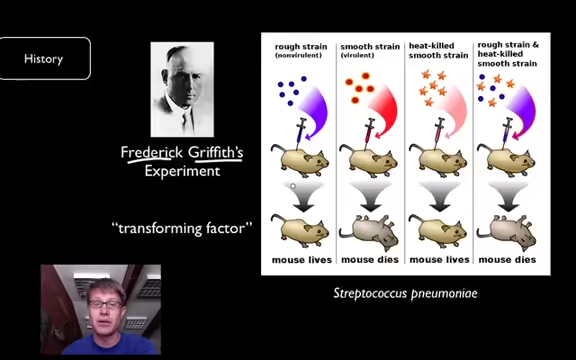 History
Frederick Griffith's
Experiment
"transforming factor"
rough strain
(nonvirulent)
smooth strain
(virulent)
heat-killed
smooth strain
rough strain &
heat-killed
smooth strain
mouse lives
mouse dies
mouse lives
mouse dies
Streptococcus pneumoniae